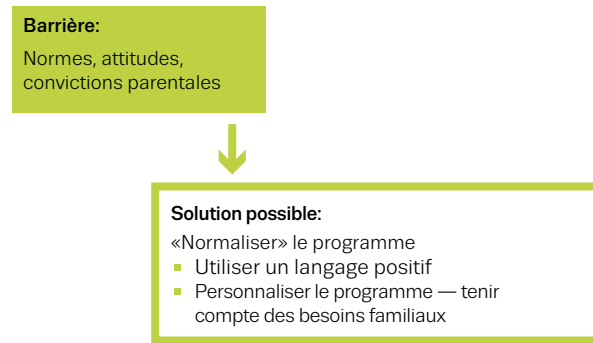 Barrière:
Normes, attitudes,
convictions parentales
Solution possible:
«Normaliser» le programme
Utiliser un langage positif
Personnaliser le programme — tenir
compte des besoins familiaux